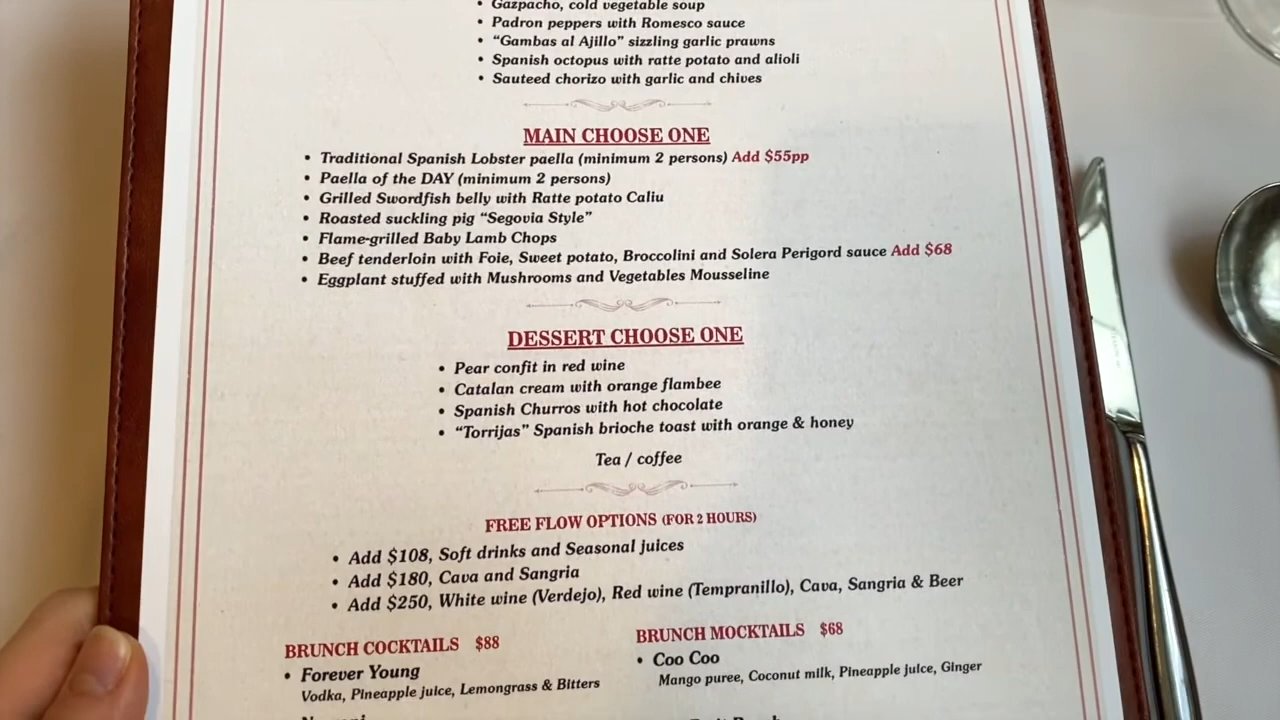 • Gazpacho, cold vegetable soup
• Padron peppers with Romesco sauce
• “Gambas al Ajillo” sizzling garlic prawns
• Spanish octopus with ratte potato and alioli
• Sauteed chorizo with garlic and chives
MAIN CHOOSE ONE
• Traditional Spanish Lobster paella (minimum 2 persons) Add $55pp
• Paella of the DAY (minimum 2 persons)
• Grilled Swordfish belly with Ratte potato Caliu
• Roasted suckling pig “Segovia Style”
• Flame-grilled Baby Lamb Chops
• Beef tenderloin with Foie, Sweet potato, Broccolini and Solera Perigord sauce Add $68
• Eggplant stuffed with Mushrooms and Vegetables Mousseline
DESSERT CHOOSE ONE
• Pear confit in red wine
• Catalan cream with orange flambee
• Spanish Churros with hot chocolate
• “Torrijas” Spanish brioche toast with orange & honey
Tea / coffee
FREE FLOW OPTIONS (FOR 2 HOURS)
• Add $108, Soft drinks and Seasonal juices
• Add $180, Cava and Sangria
• Add $250, White wine (Verdejo), Red wine (Tempranillo), Cava, Sangria & Beer
BRUNCH COCKTAILS $88
• Forever Young
Vodka, Pineapple juice, Lemongrass & Bitters
BRUNCH MOCKTAILS $68
• Coo Coo
Mango puree, Coconut milk, Pineapple juice, Ginger